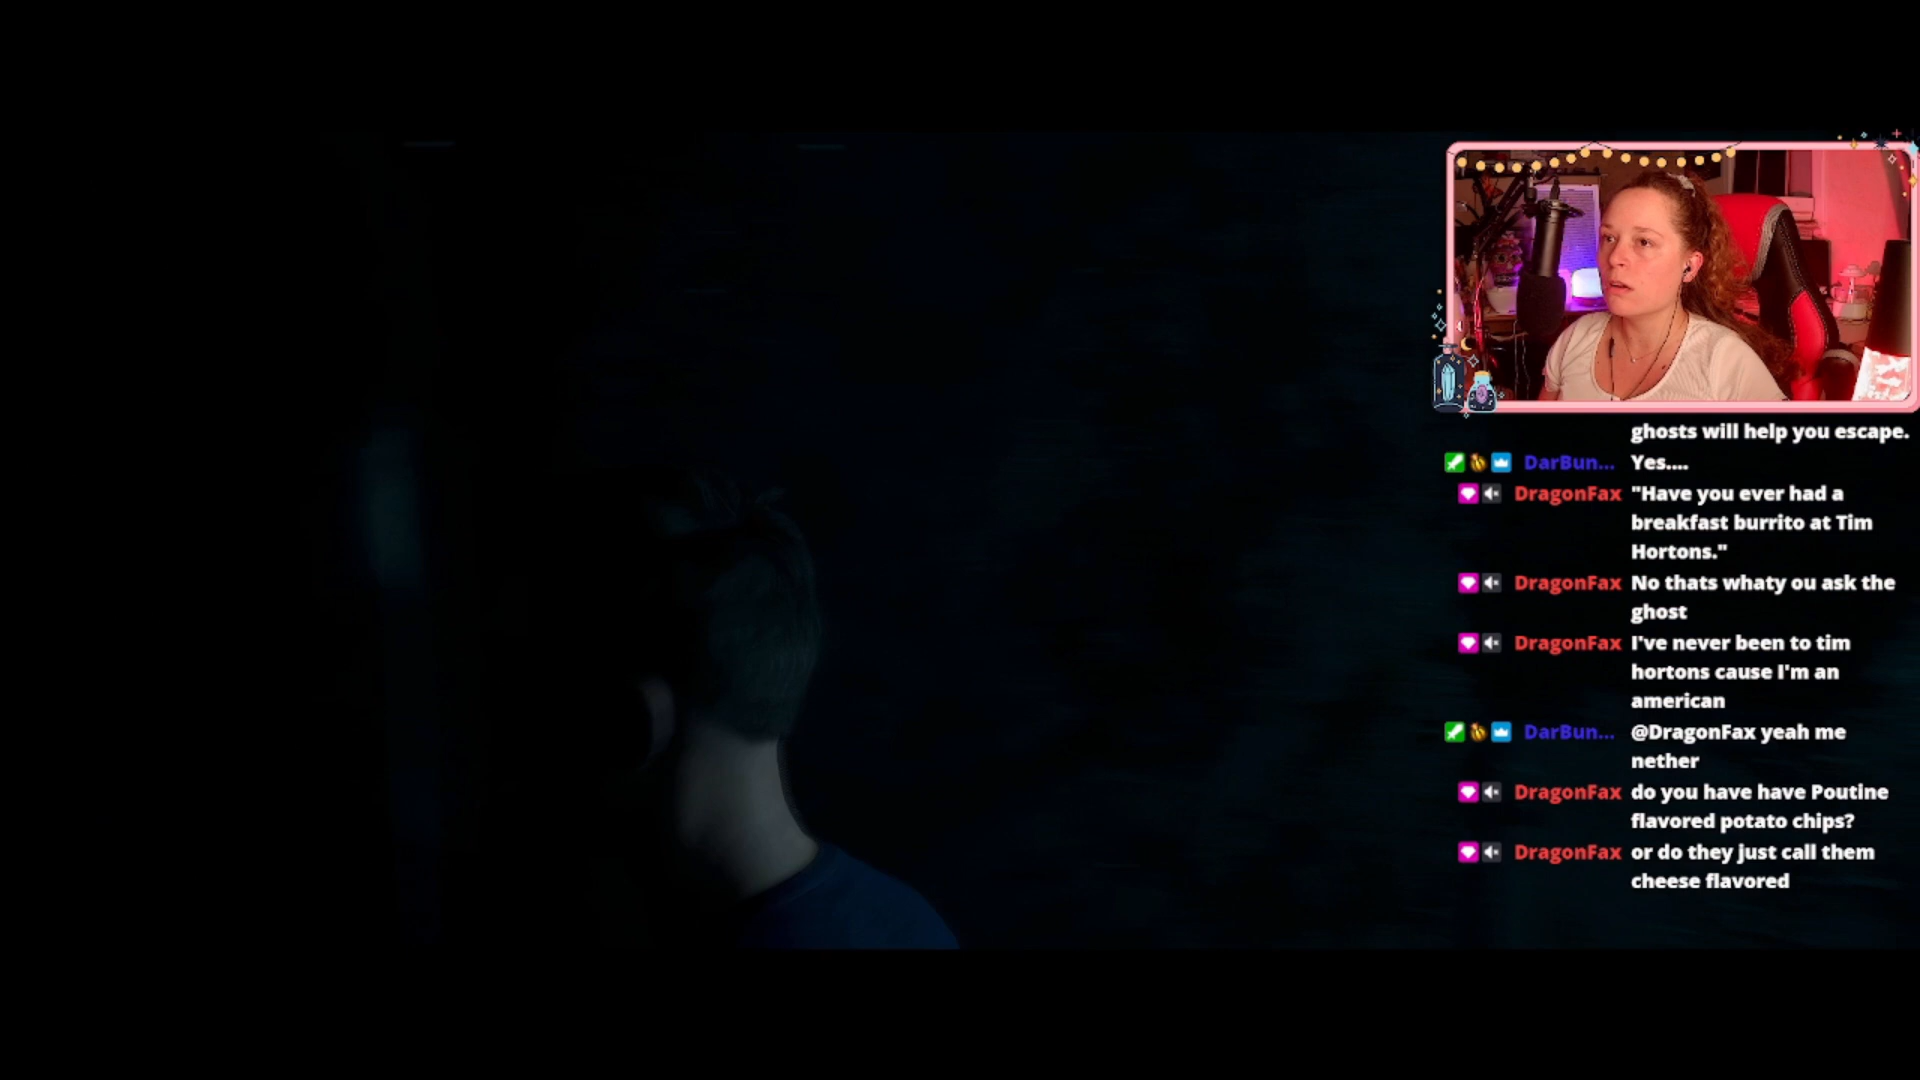 ghosts will help you escape.
DarBun... Yes....
DragonFax "Have you ever had a
breakfast burrito at Tim
Hortons."
DragonFax No thats whaty ou ask the
ghost
DragonFax I've never been to tim
hortons cause I'm an
american
DarBun... @DragonFax yeah me
nether
DragonFax do you have have Poutine
flavored potato chips?
DragonFax or do they just call them
cheese flavored